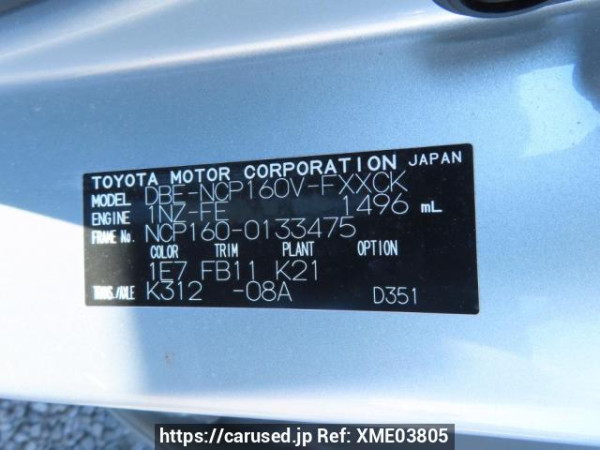 TOYOTA MOTOR CORPORATION JAPAN
MODEL DBE-NCP160V-FXXCK
ENGINE 1NZ-FE 1496 mL
FRAME No. NCP160-0133475
COLOR TRIM PLANT OPTION
1E7 FB11 K21
TRANS./AXLE K312 -08A D351
https://carused.jp Ref: XME03805